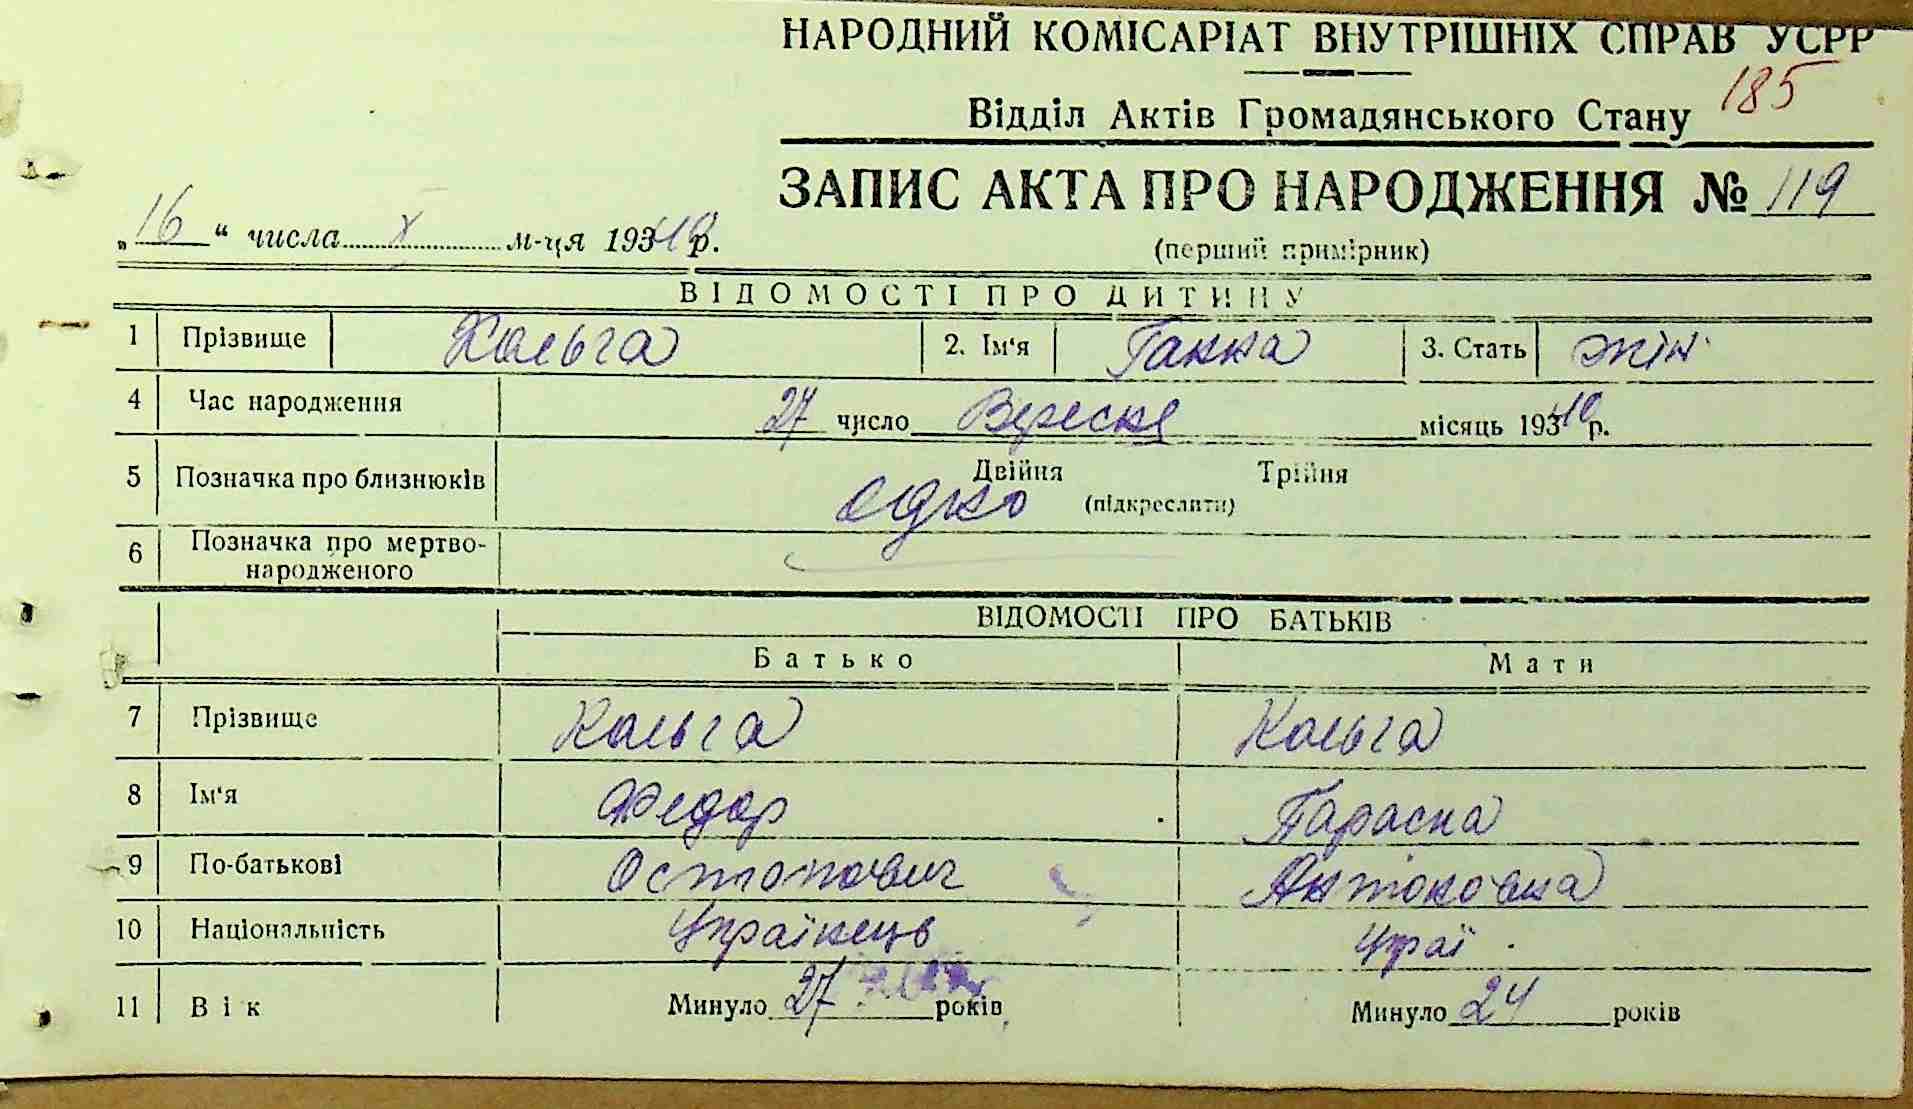 НАРОДНИЙ КОМІСАРІАТ ВНУТРІШНІХ СПРАВ УСРР
185
Відділ Актів Громадянського Стану
ЗАПИС АКТА ПРО НАРОДЖЕННЯ № 119
„16“ числа X м-ця 1940 р.
(перший примірник)
ВІДОМОСТІ ПРО ДИТИНУ
1 Прізвище Кальга 2. Ім‘я Ганна 3. Стать жін.
4 Час народження 27 число Вересня місяць 19340 р.
5 Позначка про близнюків Двійня Трійня
одно (підкреслити)
6 Позначка про мертво-
народженого
ВІДОМОСТІ ПРО БАТЬКІВ
Батько Мати
7 Прізвище Кальга Кальга
8 Ім‘я Федор Параска
9 По-батькові Остапович Антоновна
10 Національність Українець Украї.
11 Вік Минуло 27 років Минуло 24 років